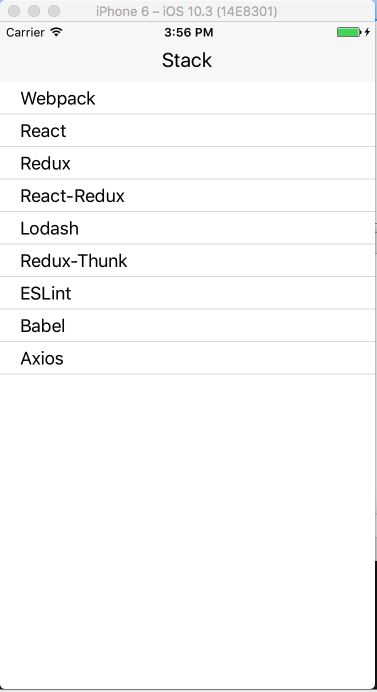 iPhone 6 – iOS 10.3 (14E8301)
Carrier 3:56 PM
Stack
Webpack
React
Redux
React-Redux
Lodash
Redux-Thunk
ESLint
Babel
Axios